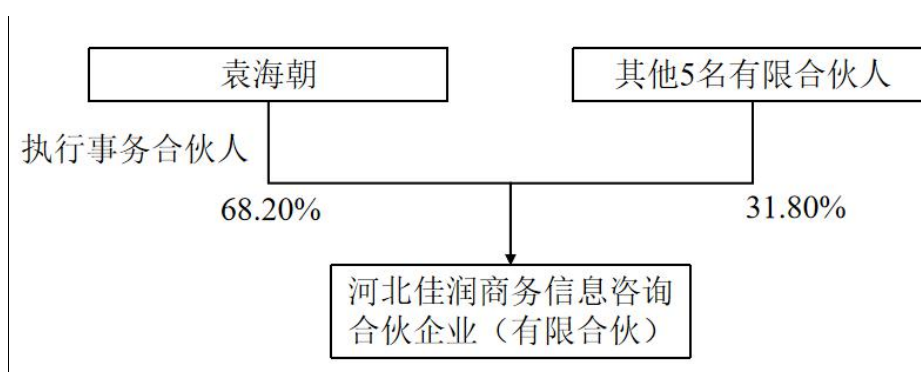 袁海朝
其他5名有限合伙人
执行事务合伙人
68.20%
31.80%
河北佳润商务信息咨询
合伙企业（有限合伙）